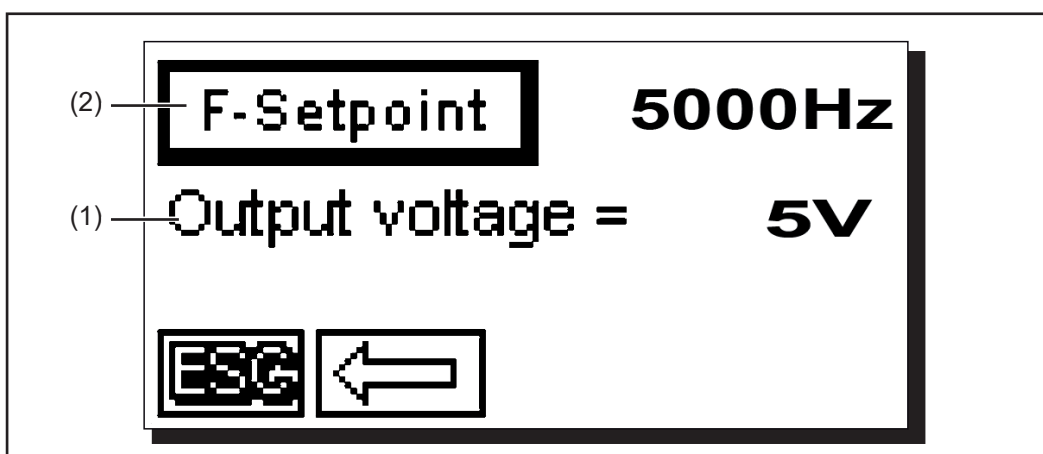 (2) F-Setpoint 5000Hz
(1) Output voltage = 5V
ESC